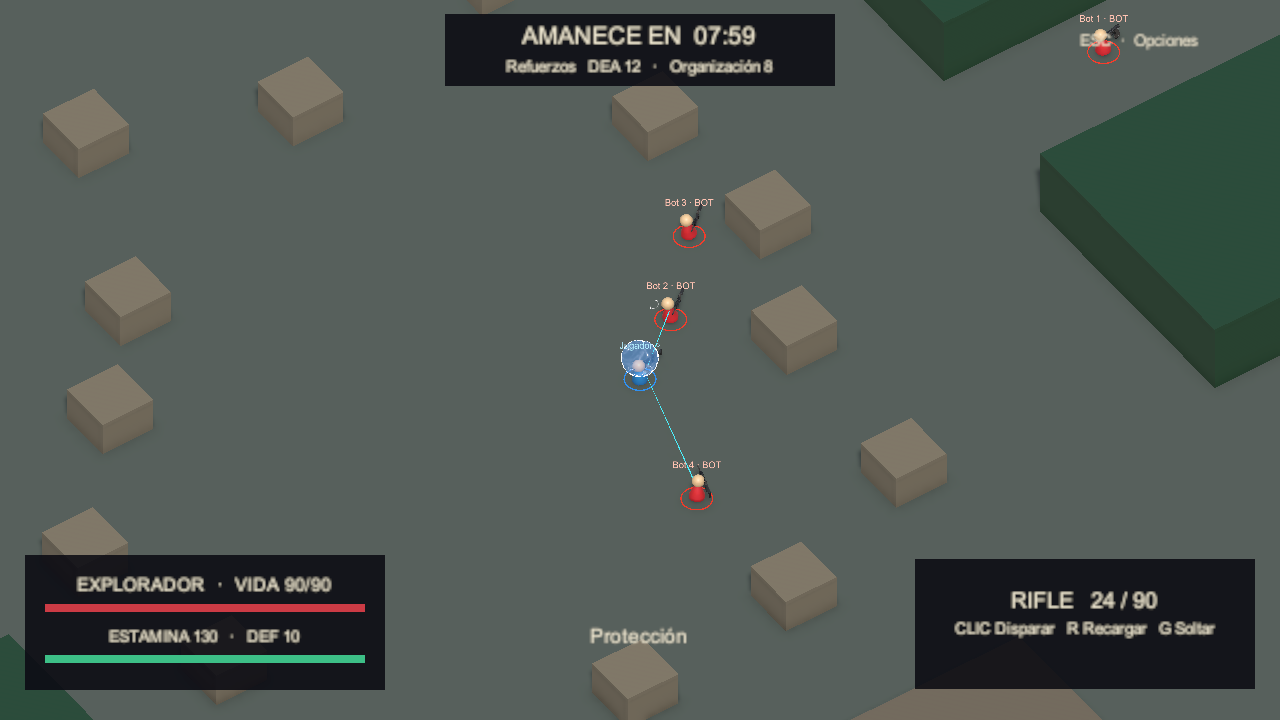 AMANECE EN 07:59
Refuerzos DEA 12 · Organización 8
Bot 1 · BOT
ESC · Opciones
Bot 3 · BOT
Bot 2 · BOT
Jugador
Bot 4 · BOT
EXPLORADOR · VIDA 90/90
ESTAMINA 130 · DEF 10
Protección
RIFLE 24 / 90
CLIC Disparar R Recargar G Soltar